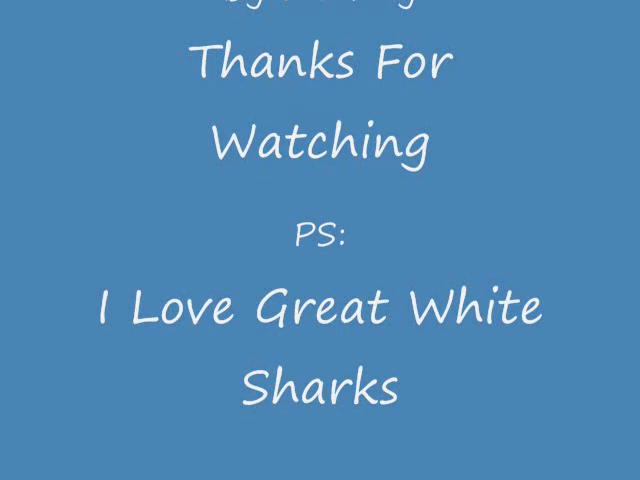 Thanks For
Watching
PS:
I Love Great White
Sharks